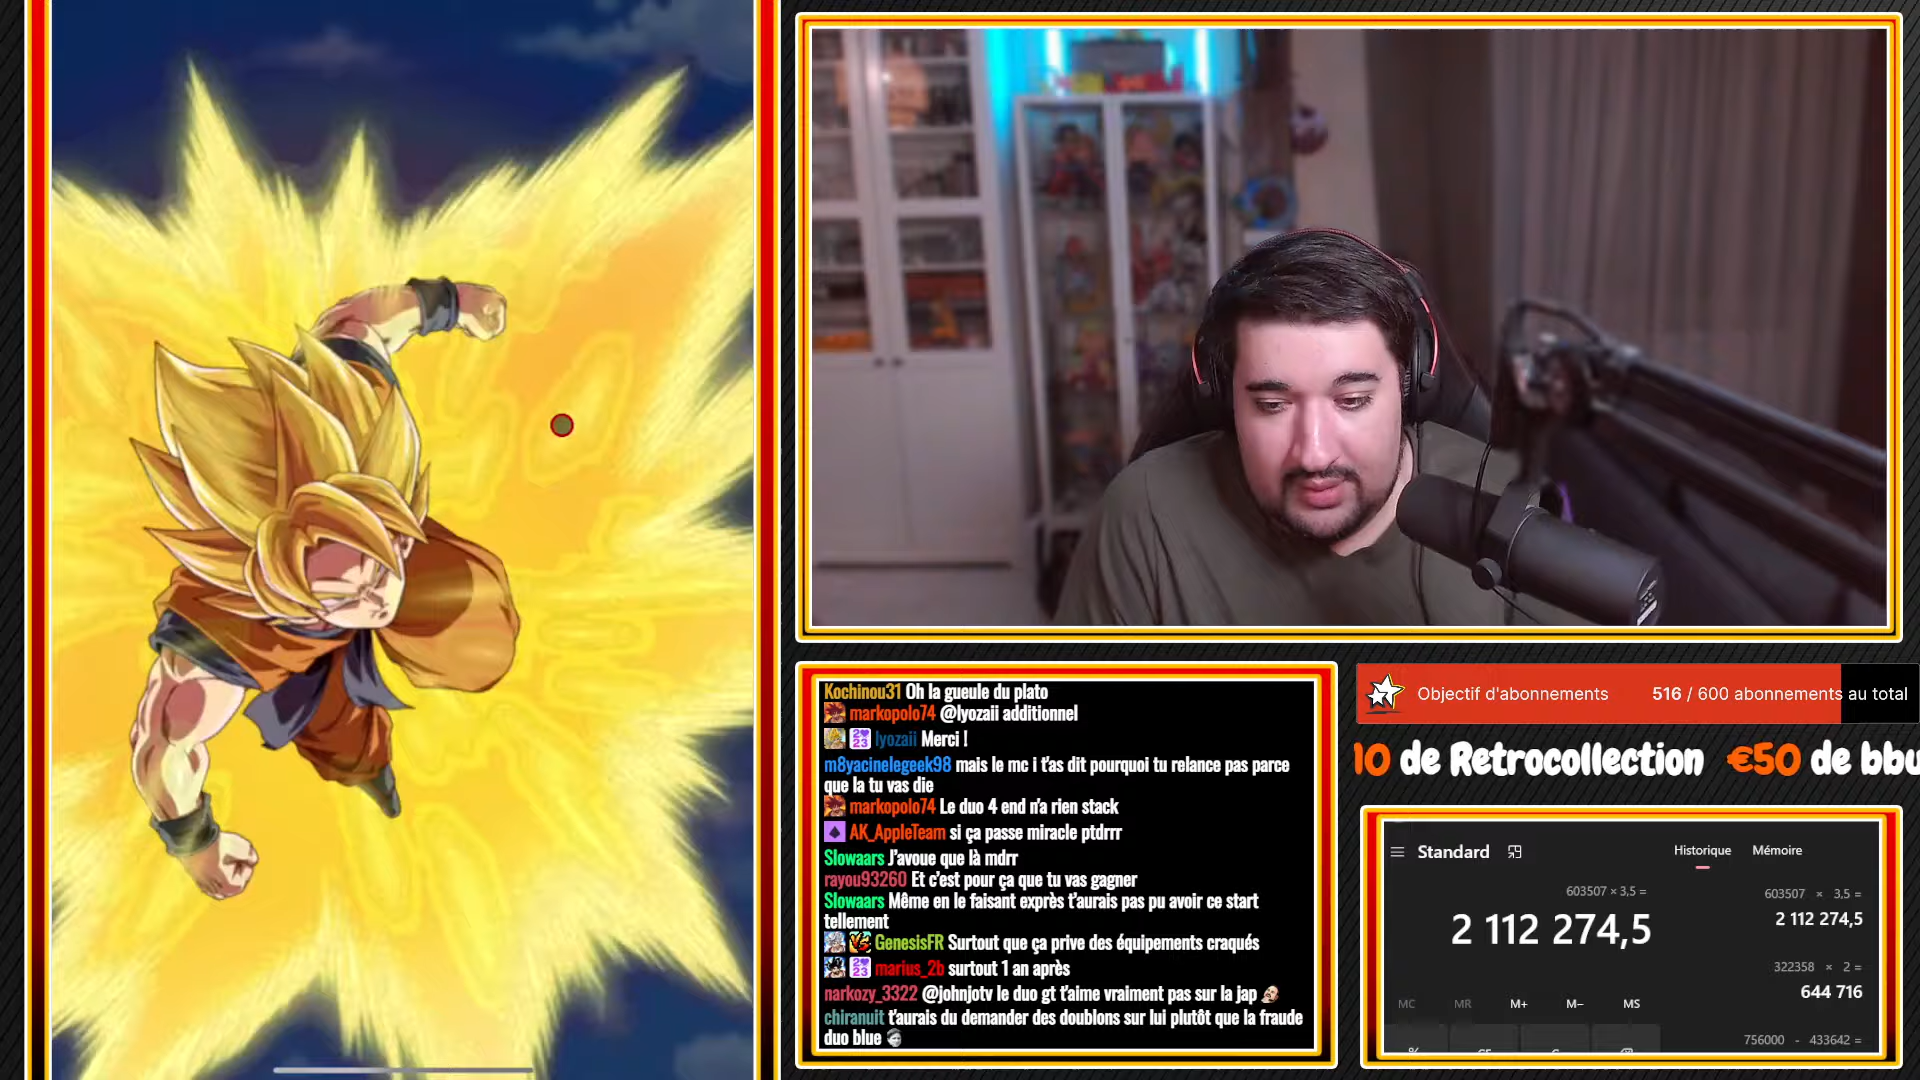 Kochinou31 Oh la gueule du plato
markopolo74 @lyozaii additionnel
lyozaii Merci !
m8yacinelegeek98 mais le mc i t'as dit pourquoi tu relance pas parce
que la tu vas die
markopolo74 Le duo 4 end n'a rien stack
AK_AppleTeam si ça passe miracle ptdrrr
Slowaars J'avoue que là mdrr
rayou93260 Et c'est pour ça que tu vas gagner
Slowaars Même en le faisant exprès t'aurais pas pu avoir ce start
tellement
GenesisFR Surtout que ça prive des équipements craqués
marius_2b surtout 1 an après
narkozy_3322 @johnjotv le duo gt t'aime vraiment pas sur la jap
chiranuit t'aurais du demander des doublons sur lui plutôt que la fraude
duo blue
Objectif d'abonnements 516 / 600 abonnements au total
10 de Retrocollection €50 de bbu
Standard
Historique Mémoire
603507 × 3,5 =
2 112 274,5
603507 × 3,5 =
2 112 274,5
322358 × 2 =
644 716
MC MR M+ M− MS
756000 - 433642 =